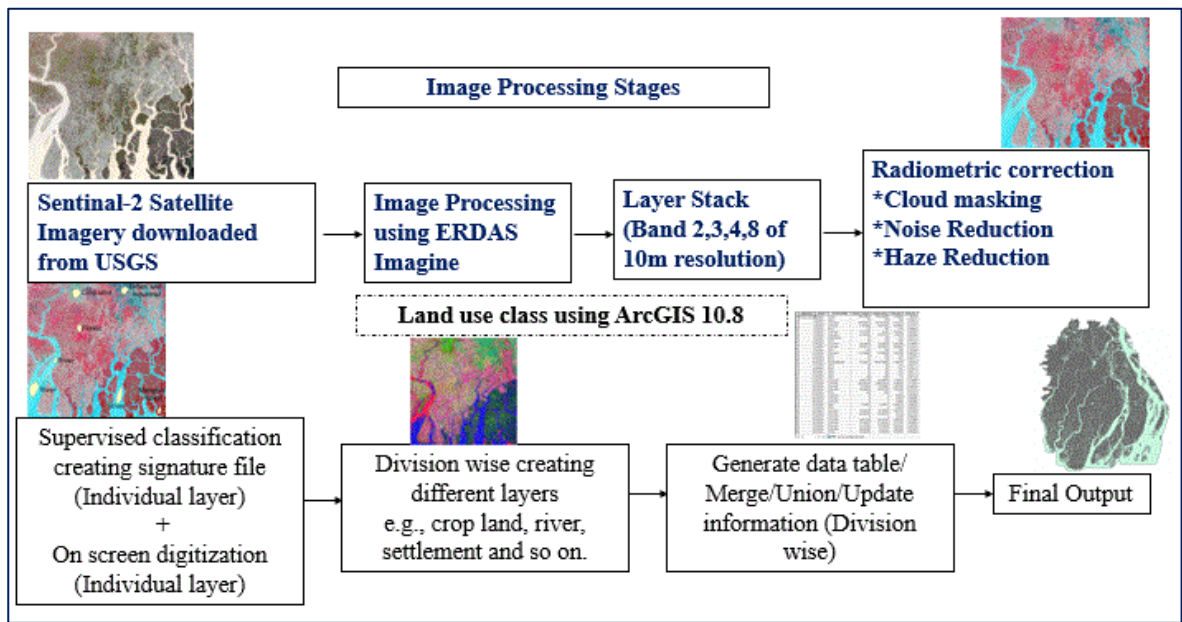 Image Processing Stages
Sentinal-2 Satellite
Imagery downloaded
from USGS
Image Processing
using ERDAS
Imagine
Layer Stack
(Band 2,3,4,8 of
10m resolution)
Radiometric correction
*Cloud masking
*Noise Reduction
*Haze Reduction
Land use class using ArcGIS 10.8
Supervised classification
creating signature file
(Individual layer)
+
On screen digitization
(Individual layer)
Division wise creating
different layers
e.g., crop land, river,
settlement and so on.
Generate data table/
Merge/Union/Update
information (Division
wise)
Final Output